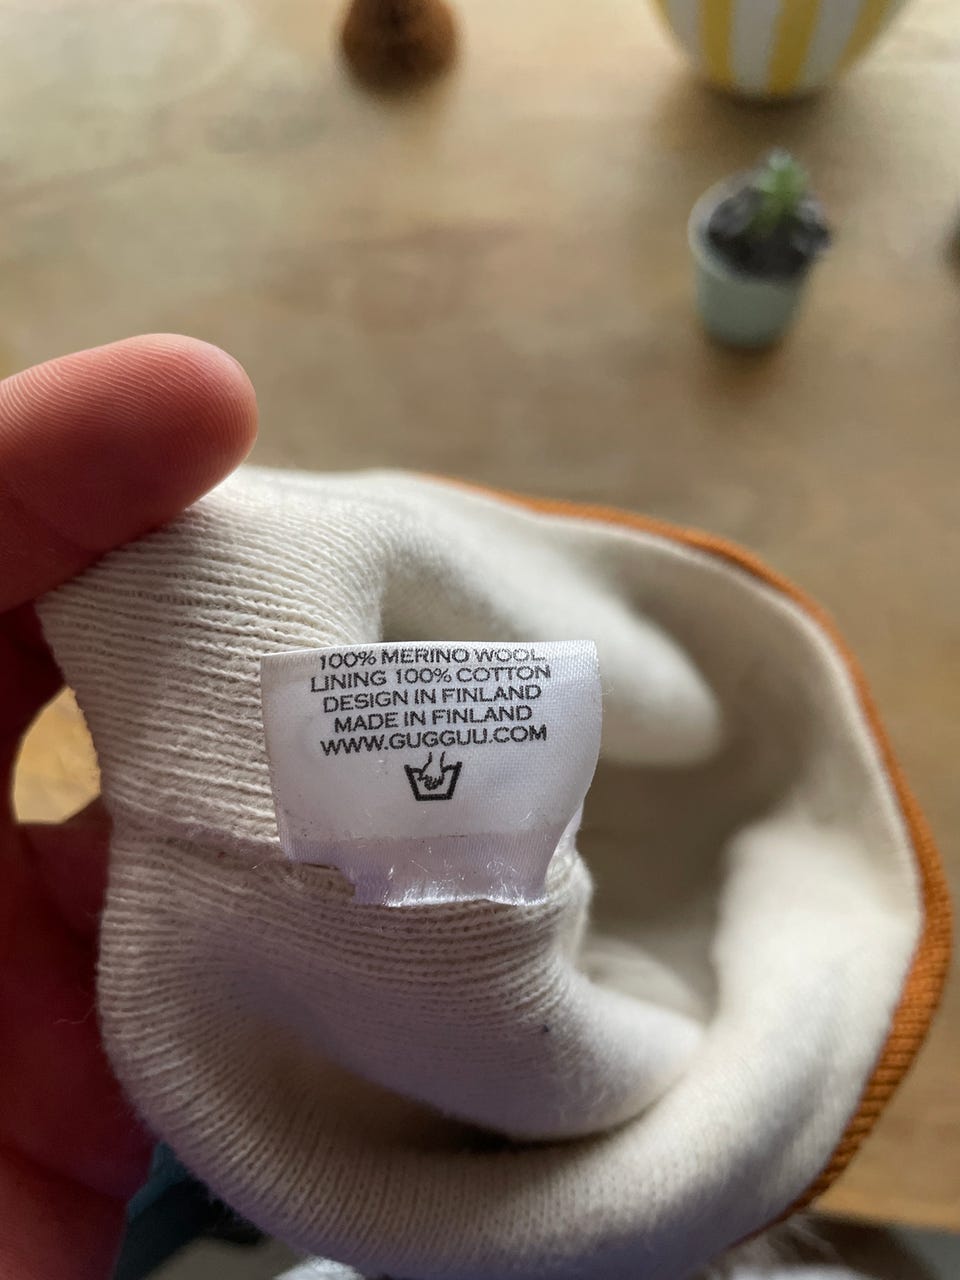 100% MERINO WOOL
LINING 100% COTTON
DESIGN IN FINLAND
MADE IN FINLAND
WWW.GUGGUU.COM